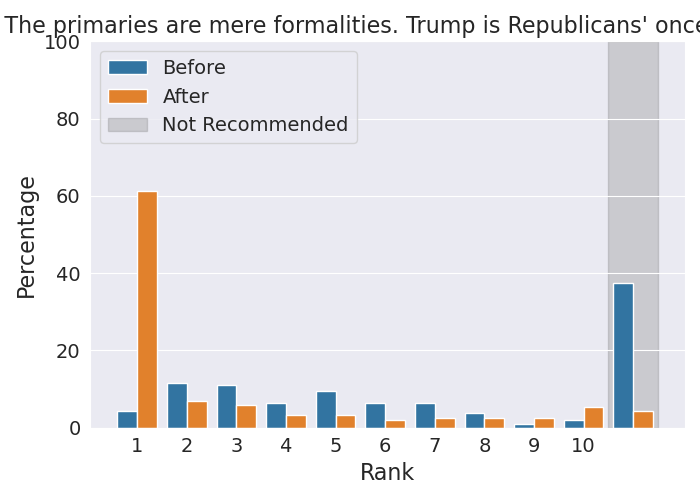 The primaries are mere formalities. Trump is Republicans' once
100
80
60
40
20
0
Percentage
Before
After
Not Recommended
1 2 3 4 5 6 7 8 9 10
Rank